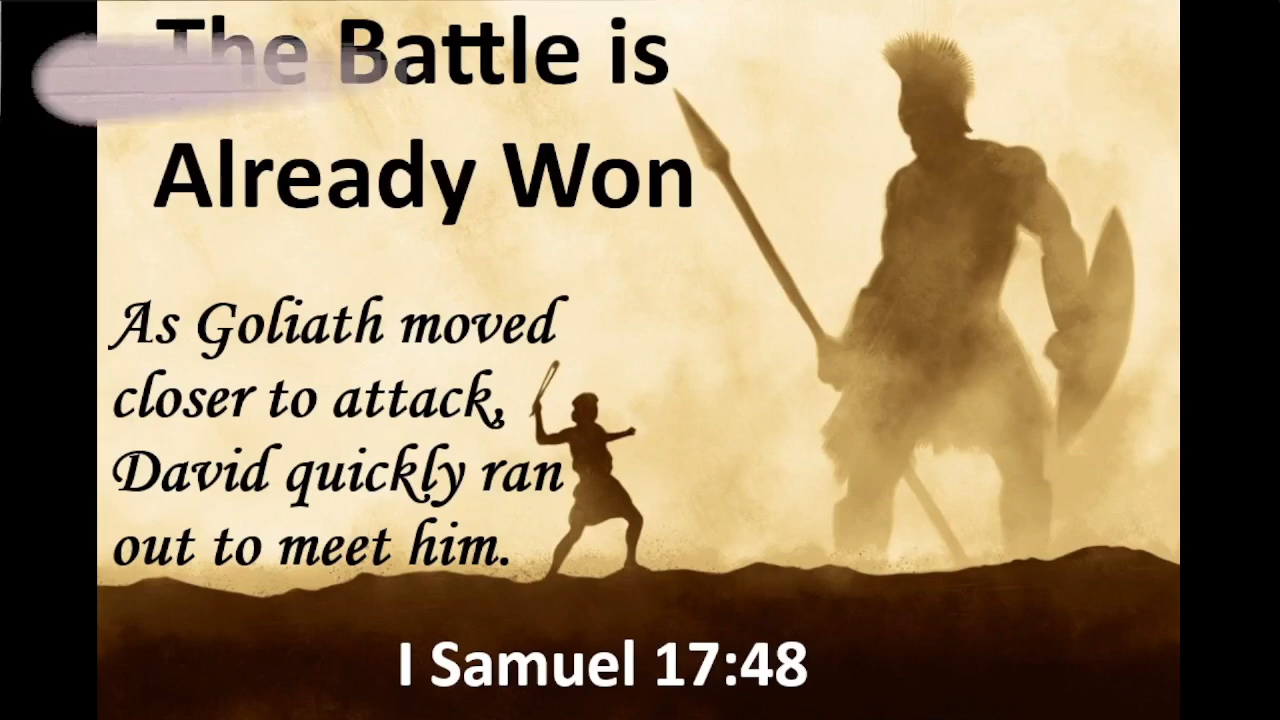 The Battle is
Already Won
As Goliath moved
closer to attack,
David quickly ran
out to meet him.
I Samuel 17:48